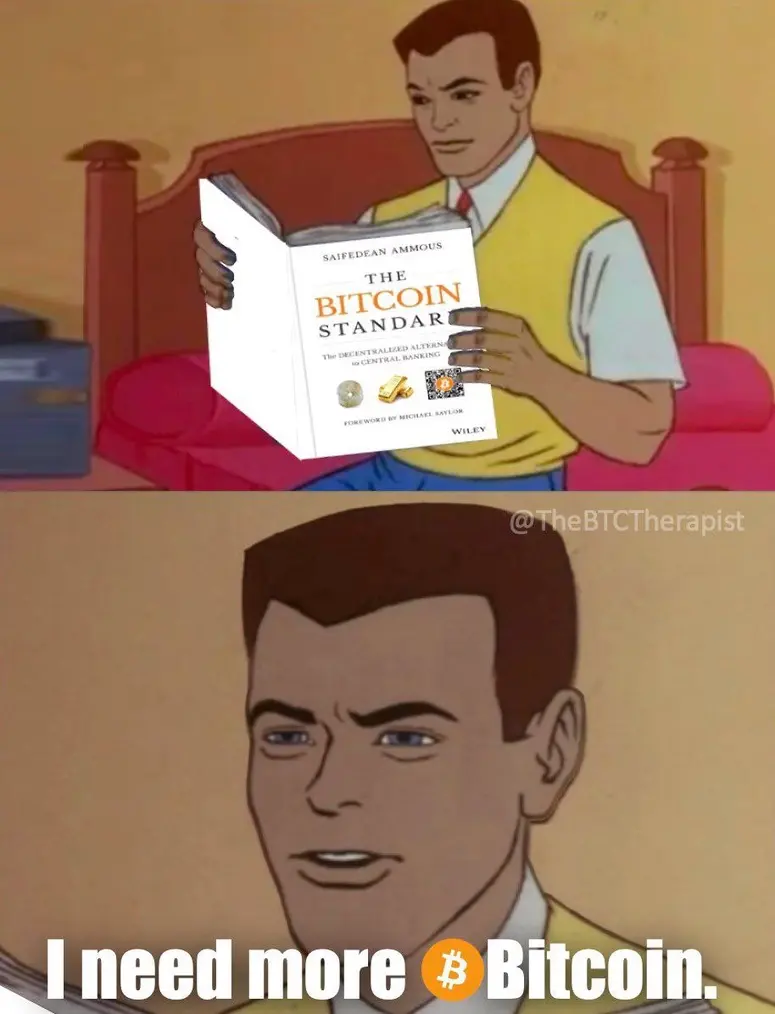 SAIFEDEAN AMMOUS
THE
BITCOIN
STANDAR
The DECENTRALIZED ALTERNA
to CENTRAL BANKING
FOREWORD BY MICHAEL SAYLOR
WILEY
@TheBTCTherapist
I need more ₿ Bitcoin.